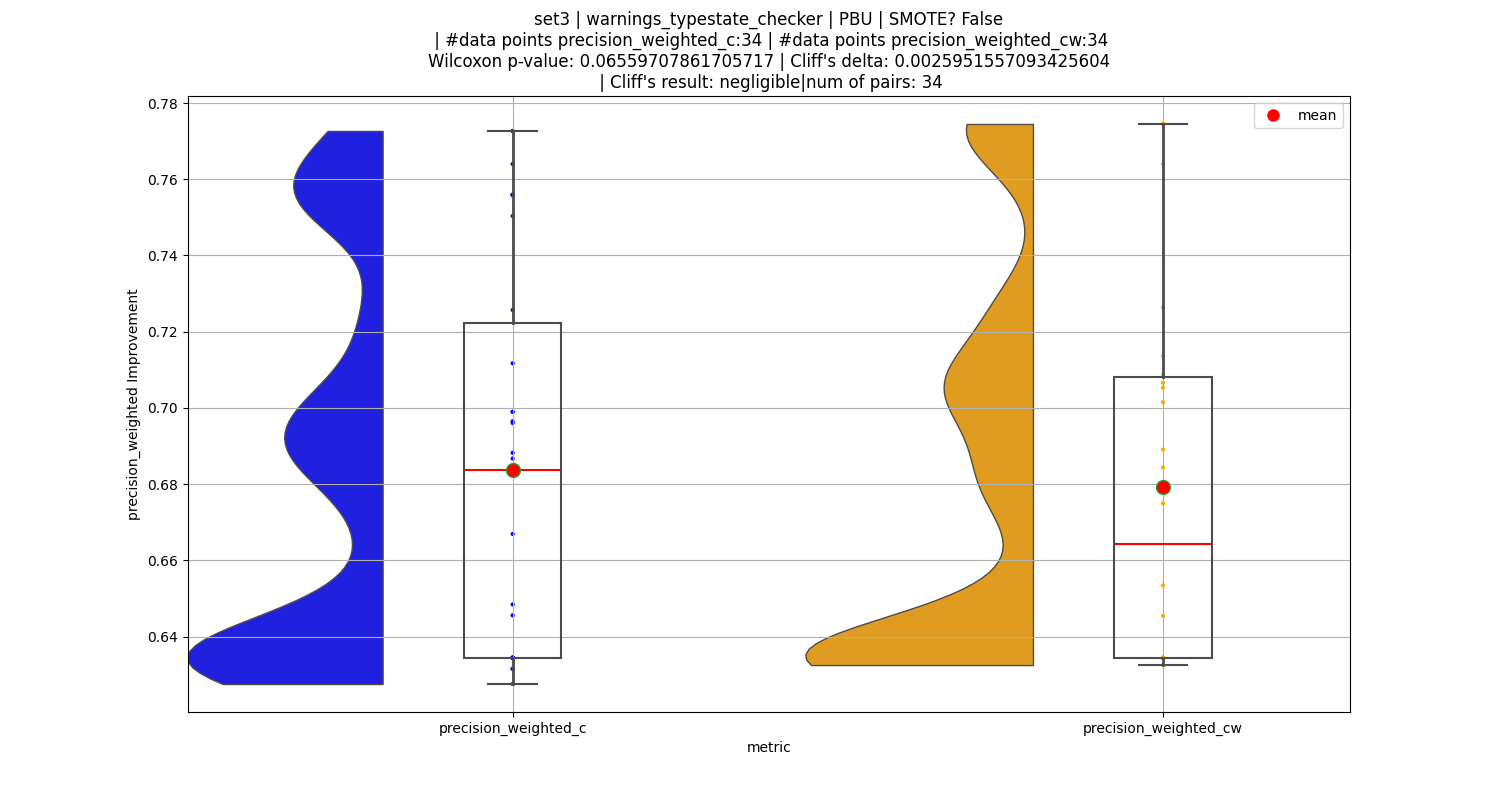 set3 | warnings_typestate_checker | PBU | SMOTE? False
| #data points precision_weighted_c:34 | #data points precision_weighted_cw:34
Wilcoxon p-value: 0.06559707861705717 | Cliff's delta: 0.0025951557093425604
| Cliff's result: negligible|num of pairs: 34
mean
0.78
0.76
0.74
0.72
0.70
0.68
0.66
0.64
precision_weighted Improvement
precision_weighted_c
precision_weighted_cw
metric